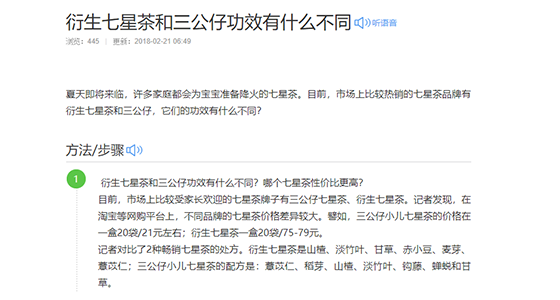 衍生七星茶和三公仔功效有什么不同 听语音
浏览：445 | 更新：2018-02-21 06:49
夏天即将来临，许多家庭都会为宝宝准备降火的七星茶。目前，市场上比较热销的七星茶品牌有
衍生七星茶和三公仔，它们的功效有什么不同？
方法/步骤
1 衍生七星茶和三公仔功效有什么不同？哪个七星茶性价比更高？
目前，市场上比较受家长欢迎的七星茶牌子有三公仔七星茶、衍生七星茶。记者发现，在
淘宝等网购平台上，不同品牌的七星茶价格差异较大。譬如，三公仔小儿七星茶的价格在
一盒20袋/21元左右；衍生七星茶一盒20袋/75-79元。
记者对比了2种畅销七星茶的处方。衍生七星茶是山楂、淡竹叶、甘草、赤小豆、麦芽、
薏苡仁；三公仔小儿七星茶的配方是：薏苡仁、稻芽、山楂、淡竹叶、钩藤、蝉蜕和甘
草。